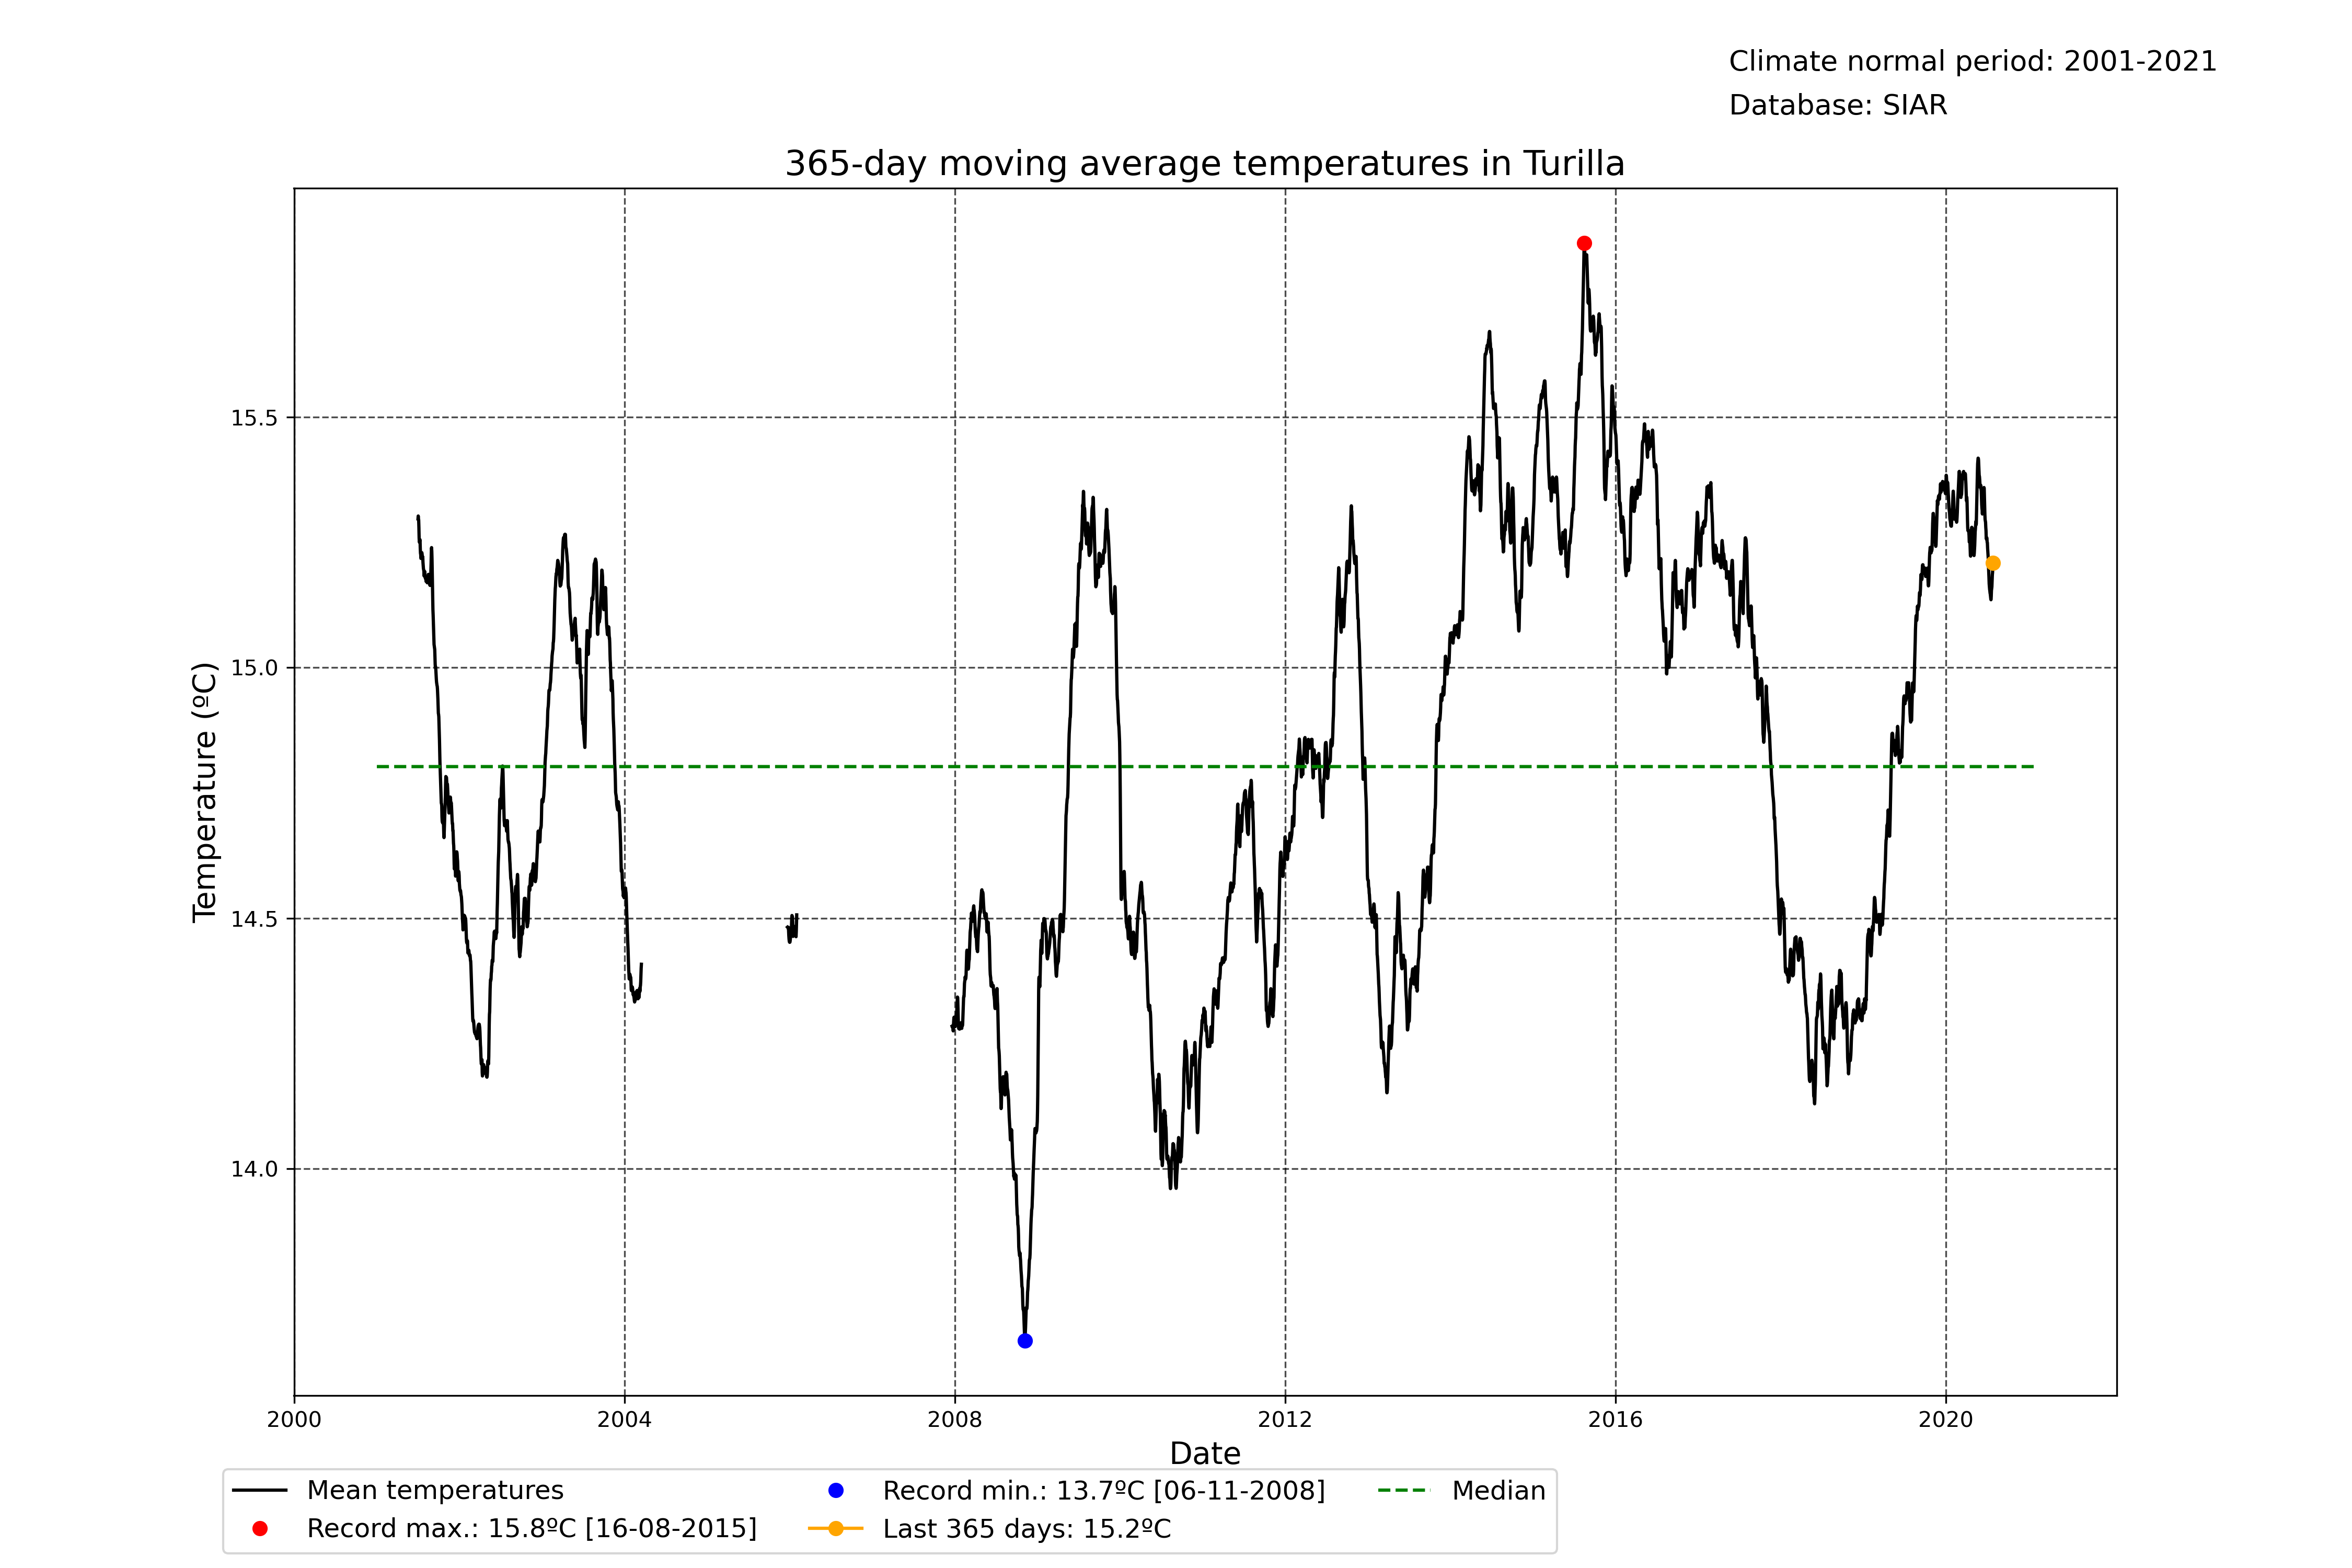 Climate normal period: 2001-2021
Database: SIAR
365-day moving average temperatures in Turilla
Temperature (ºC)
15.5
15.0
14.5
14.0
2000 2004 2008 2012 2016 2020
Date
Mean temperatures
Record max.: 15.8ºC [16-08-2015]
Record min.: 13.7ºC [06-11-2008]
Last 365 days: 15.2ºC
Median